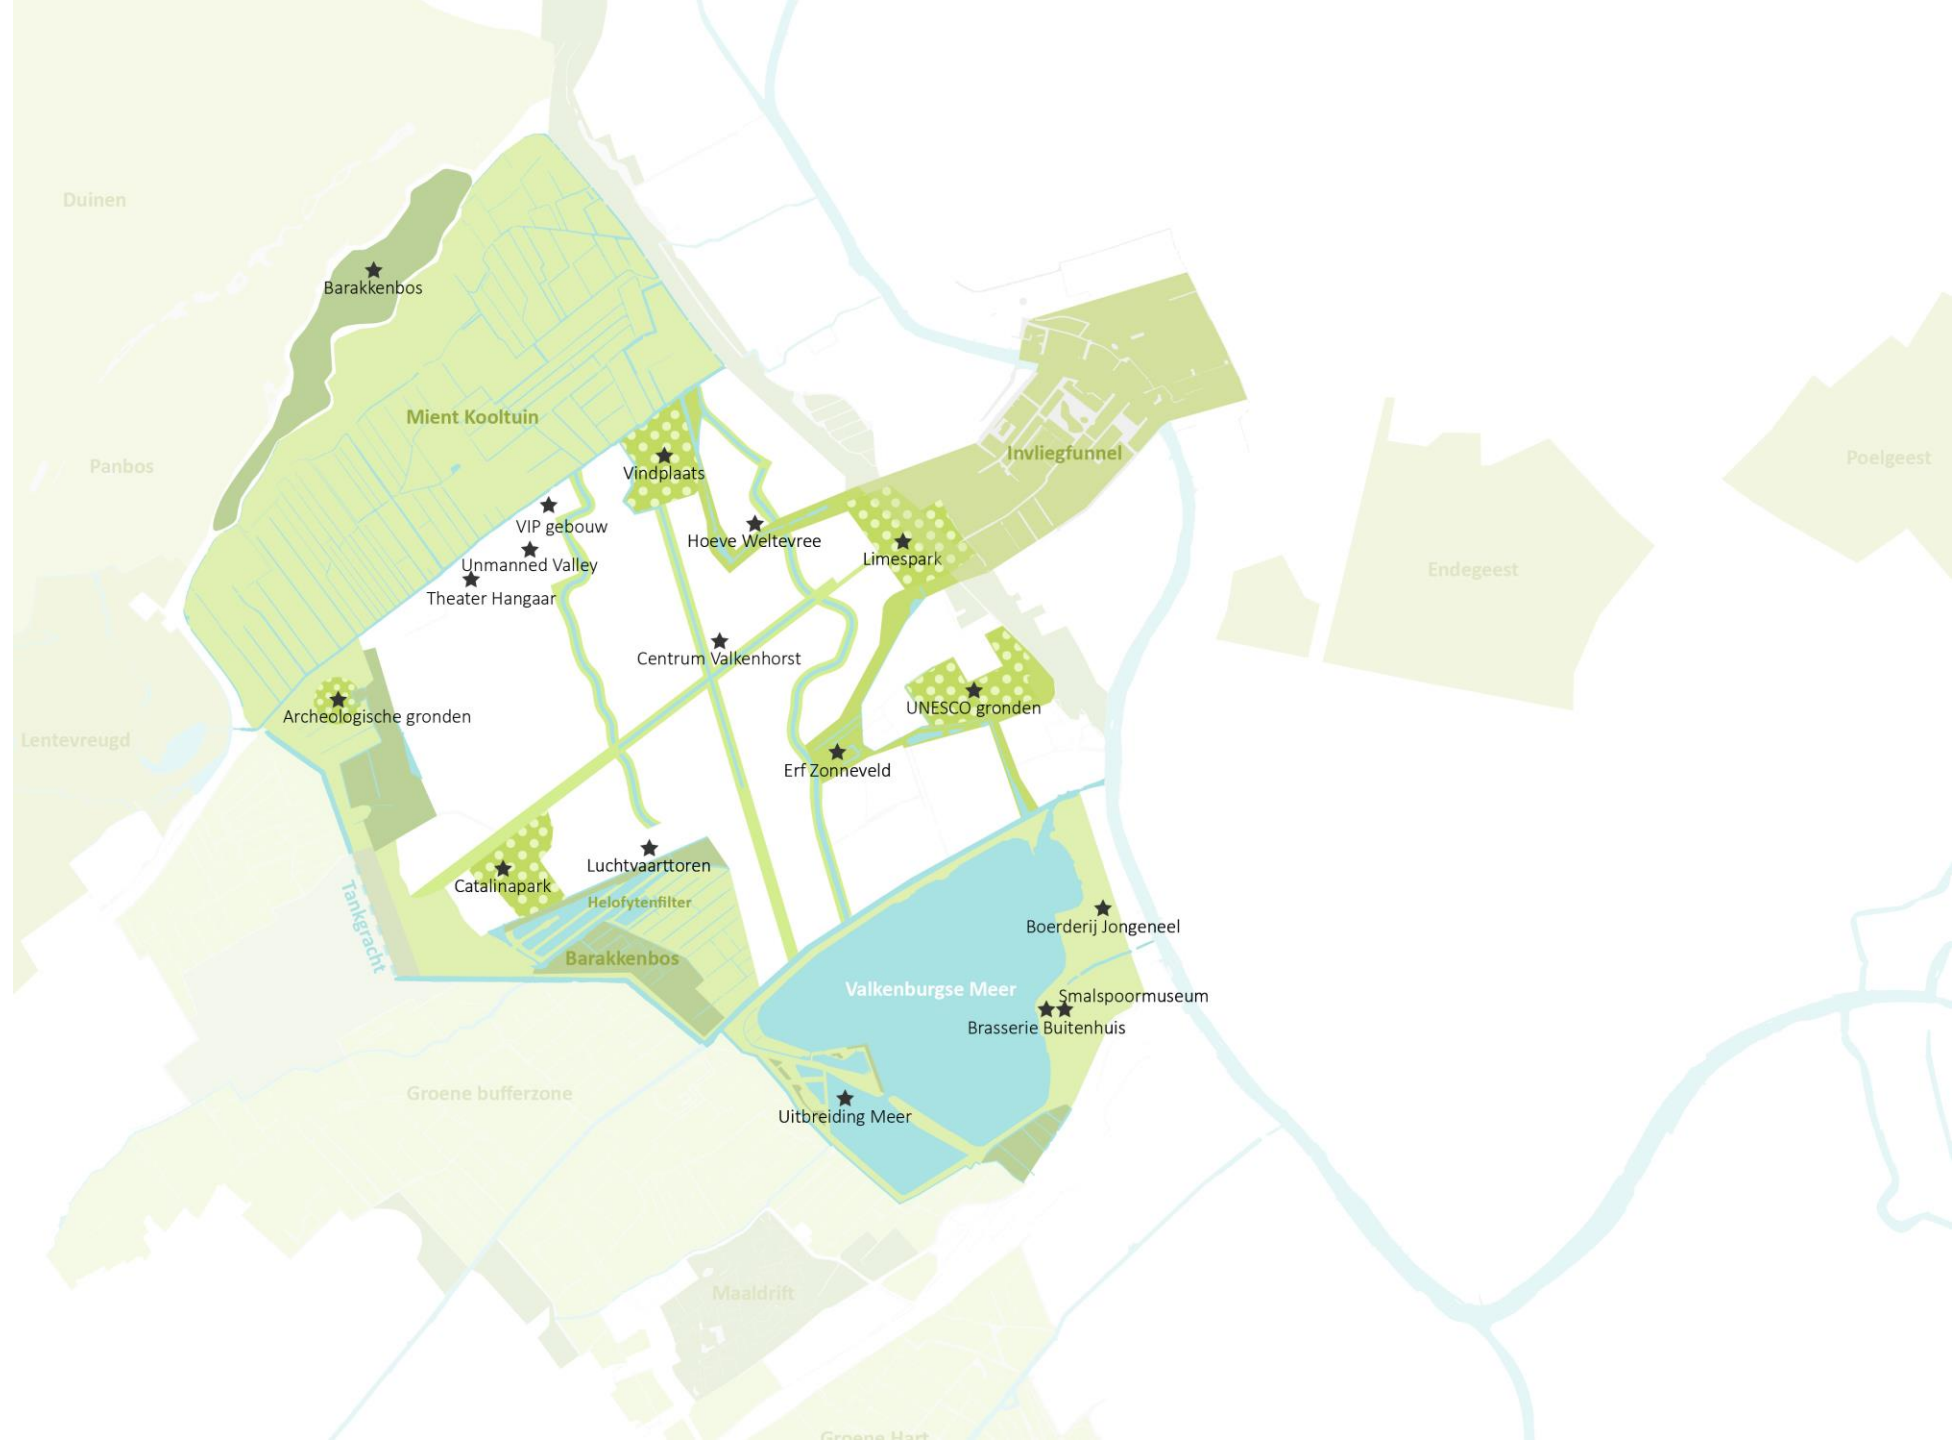 Duinen
Barakkenbos
Mient Kooltuin
Invliegfunnel
Panbos
Poelgeest
Vindplaats
VIP gebouw
Hoeve Weltevree
Limespark
Unmanned Valley
Endegeest
Theater Hangaar
Centrum Valkenhorst
UNESCO gronden
Archeologische gronden
Lentevreugd
Erf Zonneveld
Luchtvaarttoren
Catalinapark
Helofytenfilter
Tankgracht
Boerderij Jongeneel
Barakkenbos
Valkenburgse Meer
Smalspoormuseum
Brasserie Buitenhuis
Groene bufferzone
Uitbreiding Meer
Maaldrift
Groene Hart